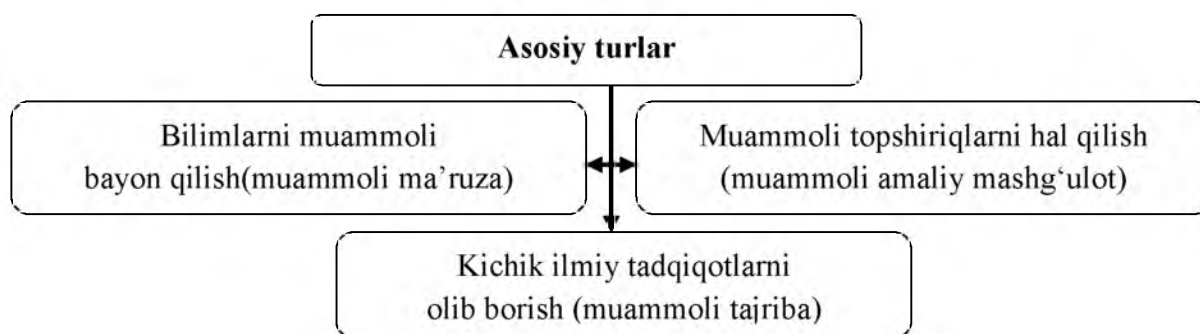 Asosiy turlar
Bilimlarni muammoli
bayon qilish(muammoli ma’ruza)
Muammoli topshiriqlarni hal qilish
(muammoli amaliy mashg‘ulot)
Kichik ilmiy tadqiqotlarni
olib borish (muammoli tajriba)